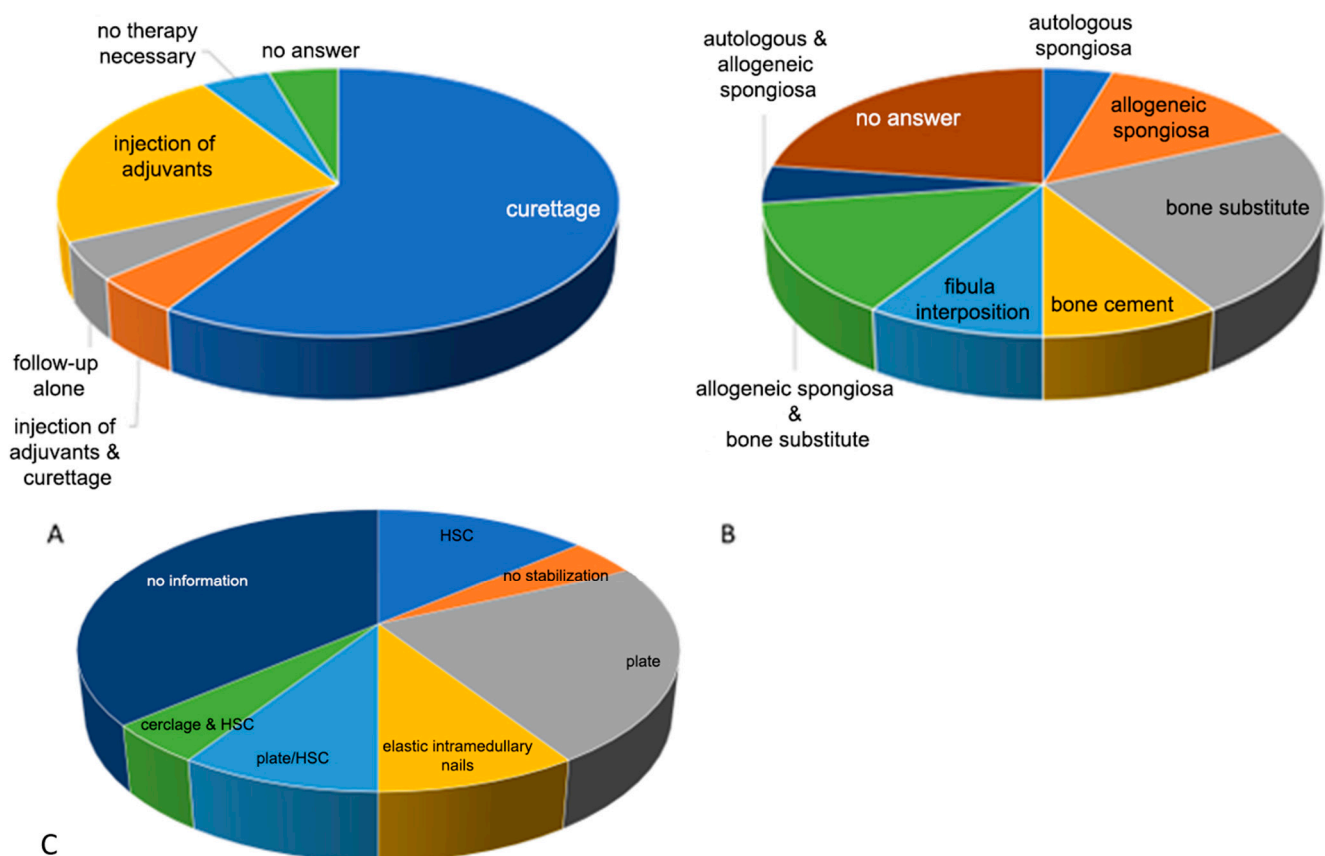 no therapy
necessary
no answer
injection of
adjuvants
curettage
follow-up
alone
injection of
adjuvants &
curettage
A
autologous &
allogeneic
spongiosa
autologous
spongiosa
no answer
allogeneic
spongiosa
bone substitute
fibula
interposition
bone cement
allogeneic spongiosa
&
bone substitute
B
HSC
no information
no stabilization
plate
cerclage & HSC
plate/HSC
elastic intramedullary
nails
C